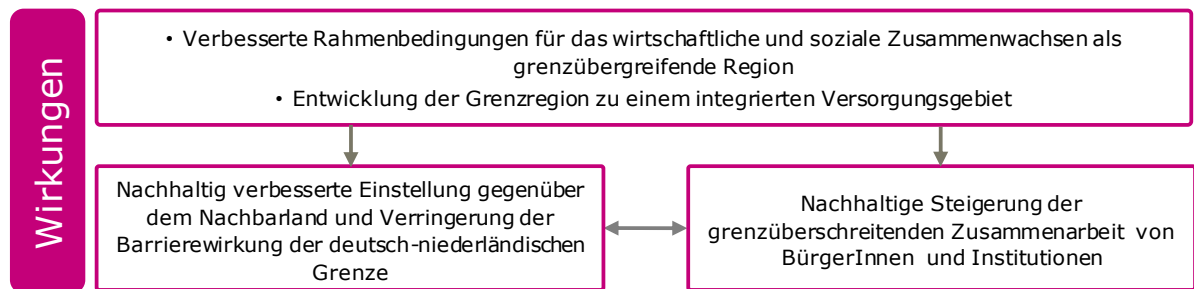 Wirkungen
• Verbesserte Rahmenbedingungen für das wirtschaftliche und soziale Zusammenwachsen als
grenzübergreifende Region
• Entwicklung der Grenzregion zu einem integrierten Versorgungsgebiet
Nachhaltig verbesserte Einstellung gegenüber
dem Nachbarland und Verringerung der
Barrierewirkung der deutsch-niederländischen
Grenze
Nachhaltige Steigerung der
grenzüberschreitenden Zusammenarbeit von
BürgerInnen und Institutionen